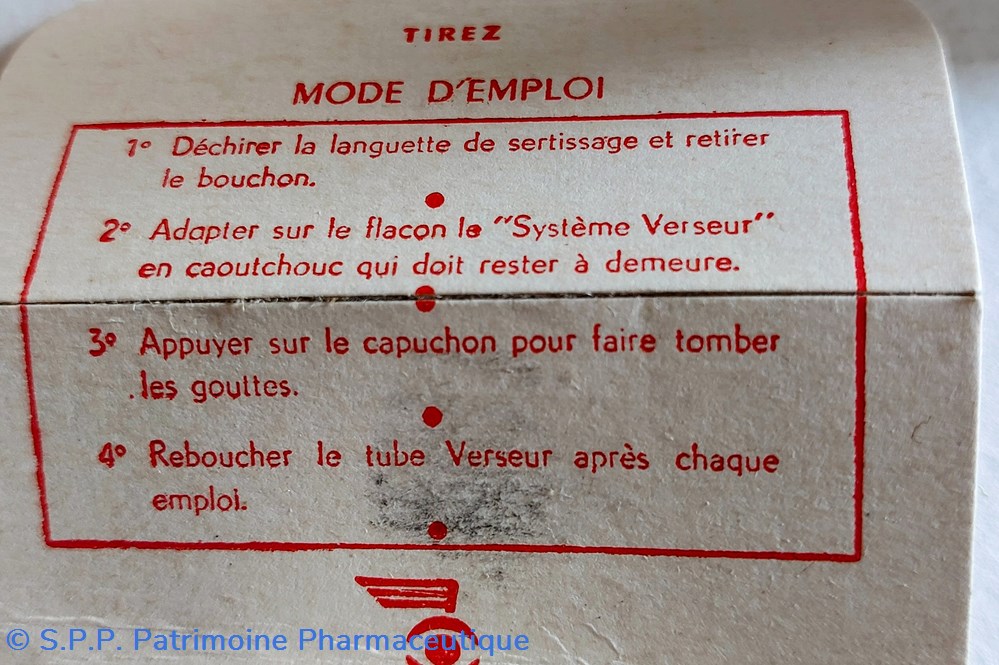 TIREZ
MODE D'EMPLOI
1° Déchirer la languette de sertissage et retirer
le bouchon.
2° Adapter sur le flacon le "Système Verseur"
en caoutchouc qui doit rester à demeure.
3° Appuyer sur le capuchon pour faire tomber
les gouttes.
4° Reboucher le tube Verseur après chaque
emploi.
© S.P.P. Patrimoine Pharmaceutique